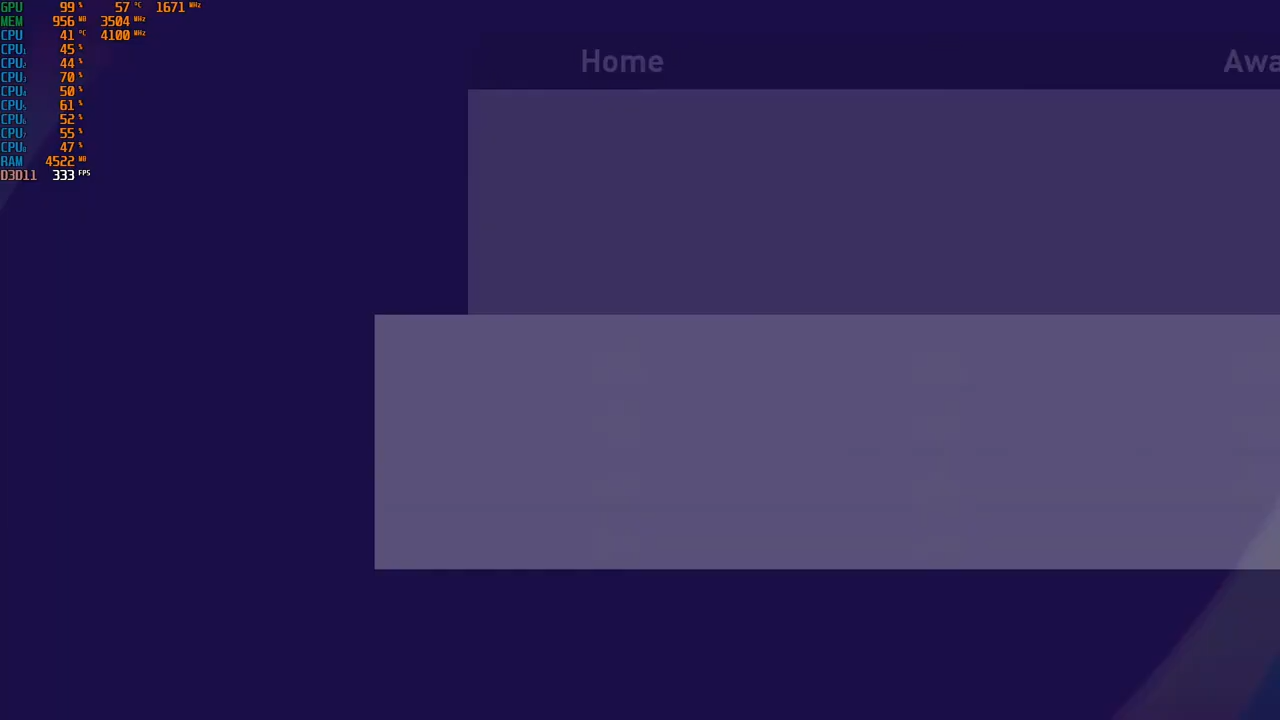 GPU 99 % 57 °C 1671 MHz
MEM 956 MB 3504 MHz
CPU 41 °C 4100 MHz
CPU1 45 %
CPU2 44 %
CPU3 70 %
CPU4 50 %
CPU5 61 %
CPU6 52 %
CPU7 55 %
CPU8 47 %
RAM 4522 MB
D3D11 333 FPS
Home Awa